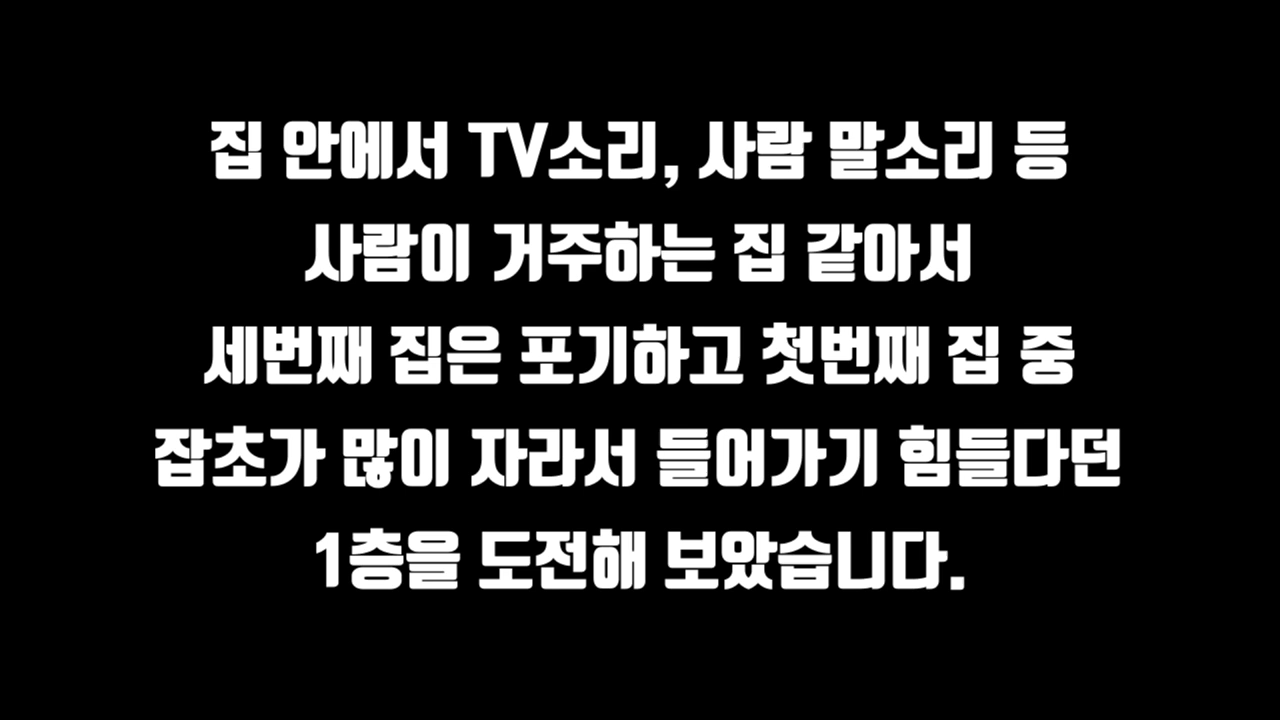 집 안에서 TV소리, 사람 말소리 등
사람이 거주하는 집 같아서
세번째 집은 포기하고 첫번째 집 중
잡초가 많이 자라서 들어가기 힘들다던
1층을 도전해 보았습니다.